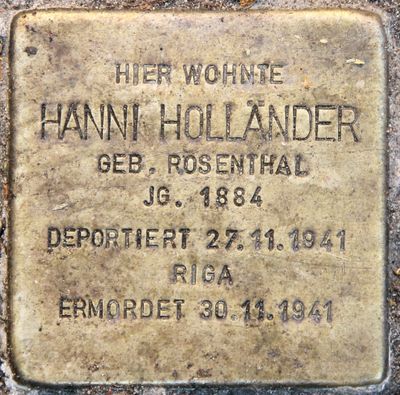 HIER WOHNTE
HANNI HOLLÄNDER
GEB. ROSENTHAL
JG. 1884
DEPORTIERT 27.11.1941
RIGA
ERMORDET 30.11.1941